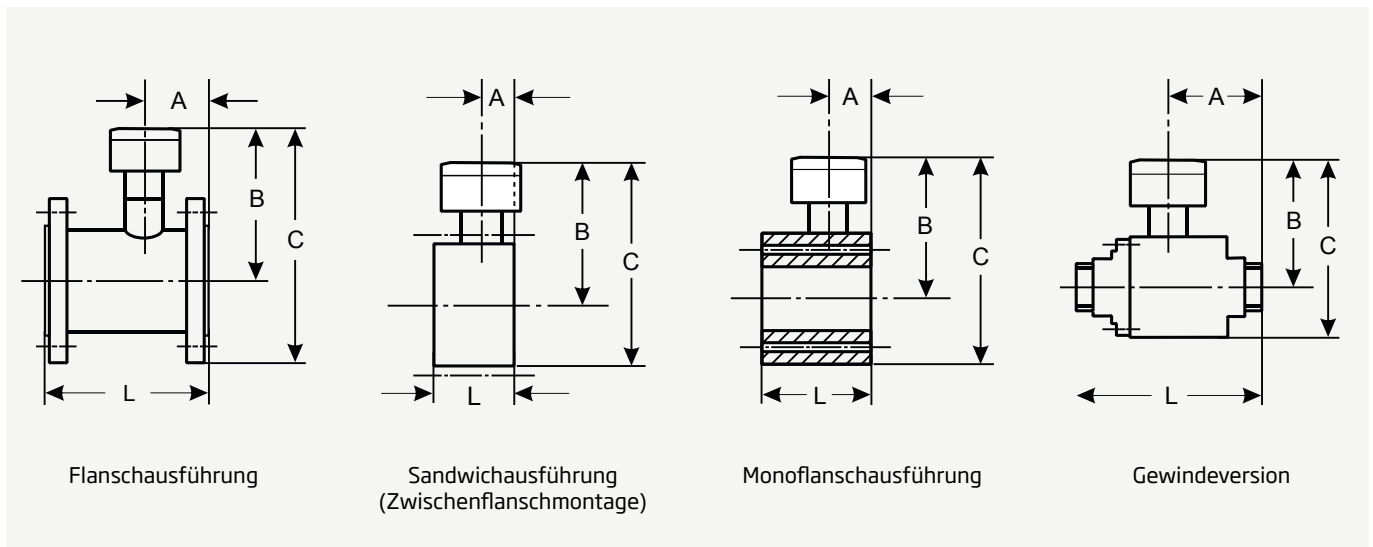 A
B
C
L
Flanschausführung
A
B
C
L
Sandwichausführung
(Zwischenflanschmontage)
A
B
C
L
Monoflanschausführung
A
B
C
L
Gewindeversion